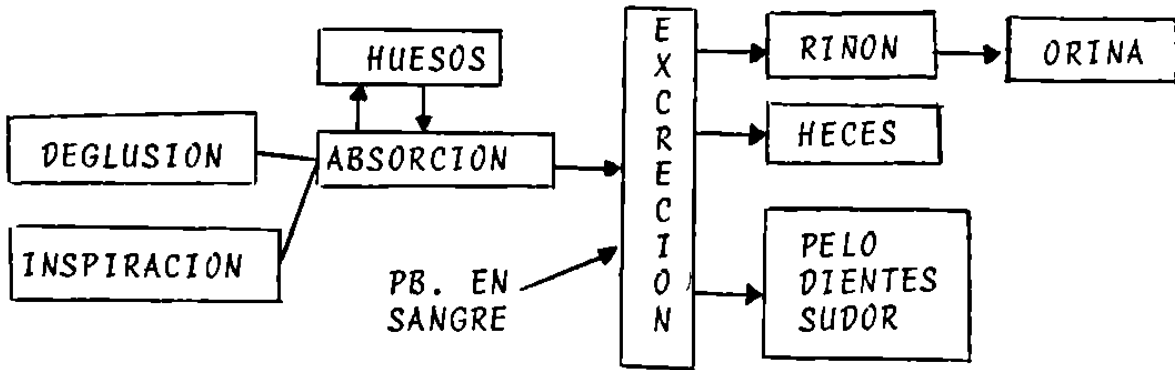 HUESOS
DEGLUSION
ABSORCION
INSPIRACION
PB. EN
SANGRE
EXCRECION
RIÑON
ORINA
HECES
PELO
DIENTES
SUDOR